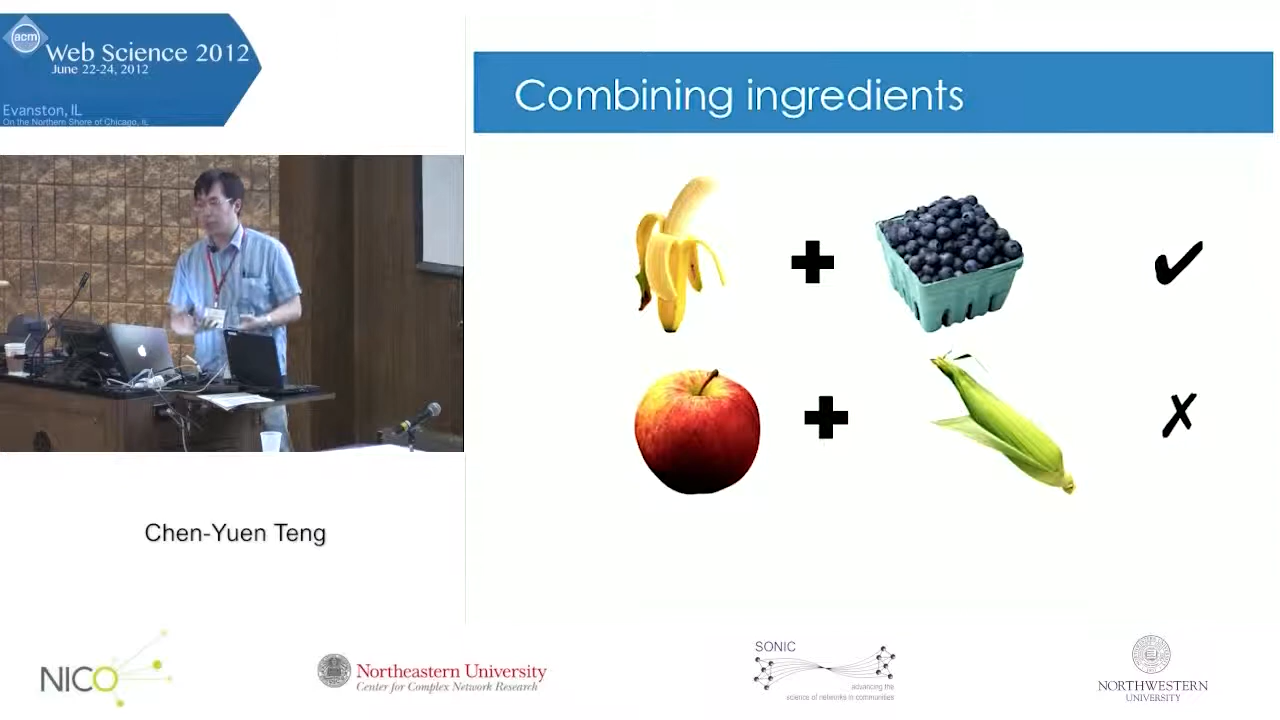 acm
Web Science 2012
June 22-24, 2012
Evanston, IL
On the Northern Shore of Chicago, IL
Combining ingredients
Chen-Yuen Teng
NICO
Northeastern University
Center for Complex Network Research
SONIC
advancing the
science of networks in communities
NORTHWESTERN
UNIVERSITY